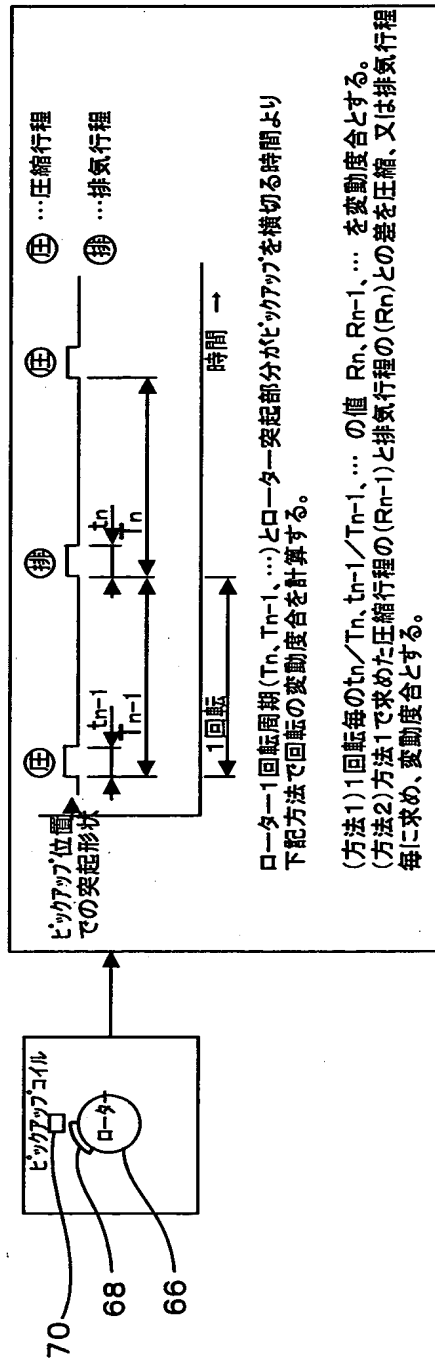 ピックアップコイル
ローター
70
68
66
圧 …圧縮行程
排 …排気行程
ピックアップ位置
での突起形状
圧
排
圧
tn-1
tn
Tn-1
Tn
1回転
時間 →
ローター1回転周期(Tn、Tn-1、…)とローター突起部分がピックアップを横切る時間より
下記方法で回転の変動度合を計算する。
(方法1)1回転毎のtn/Tn、tn-1/Tn-1、… の値 Rn、Rn-1、… を変動度合とする。
(方法2)方法1で求めた圧縮行程の(Rn-1)と排気行程の(Rn)との差を圧縮、又は排気行程
毎に求め、変動度合とする。